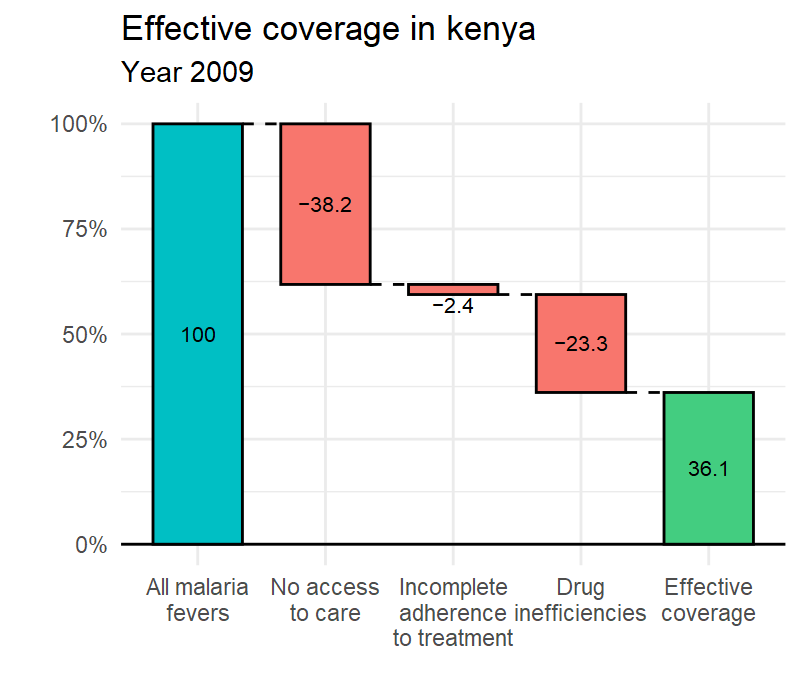 Effective coverage in kenya
Year 2009
100%
75%
50%
25%
0%
100
−38.2
−2.4
−23.3
36.1
All malaria
fevers
No access
to care
Incomplete
adherence
to treatment
Drug
inefficiencies
Effective
coverage